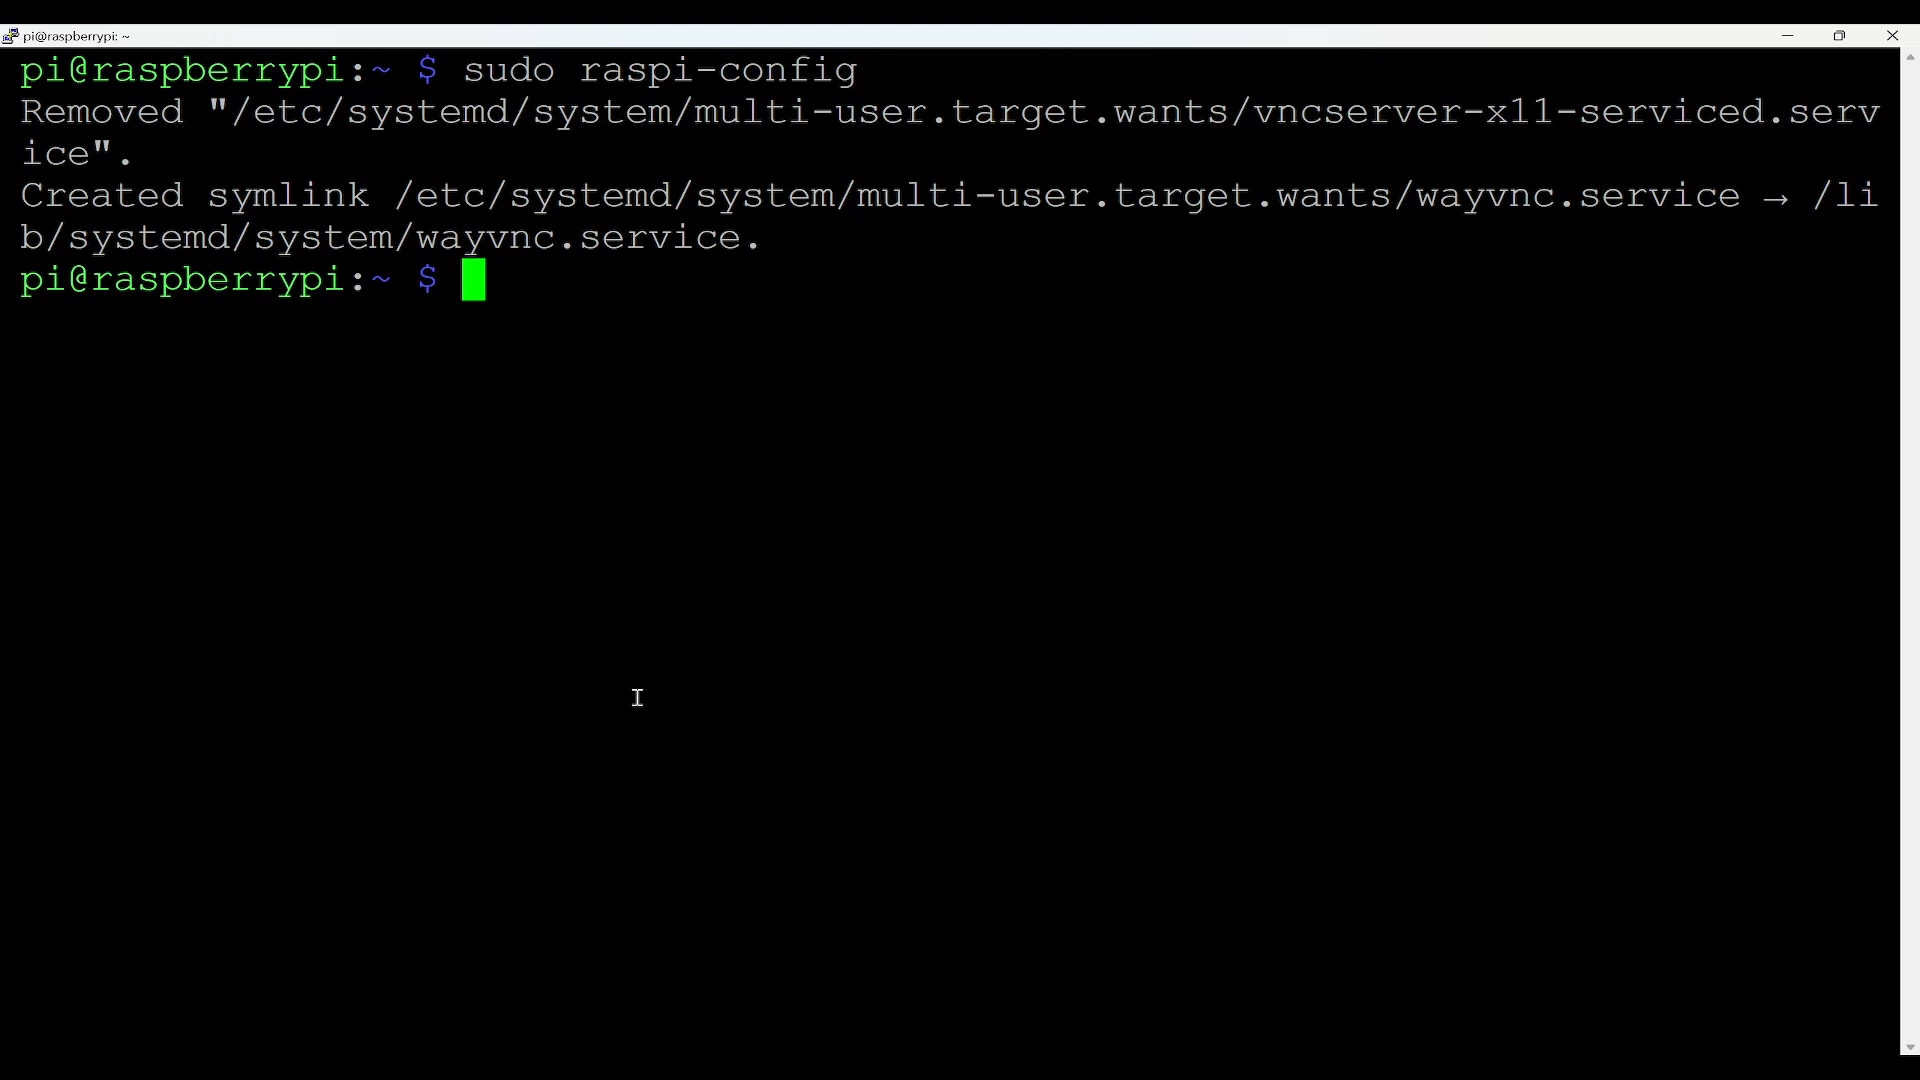 pi@raspberrypi: ~
pi@raspberrypi:~ $ sudo raspi-config
Removed "/etc/systemd/system/multi-user.target.wants/vncserver-x11-serviced.serv
ice".
Created symlink /etc/systemd/system/multi-user.target.wants/wayvnc.service → /li
b/systemd/system/wayvnc.service.
pi@raspberrypi:~ $